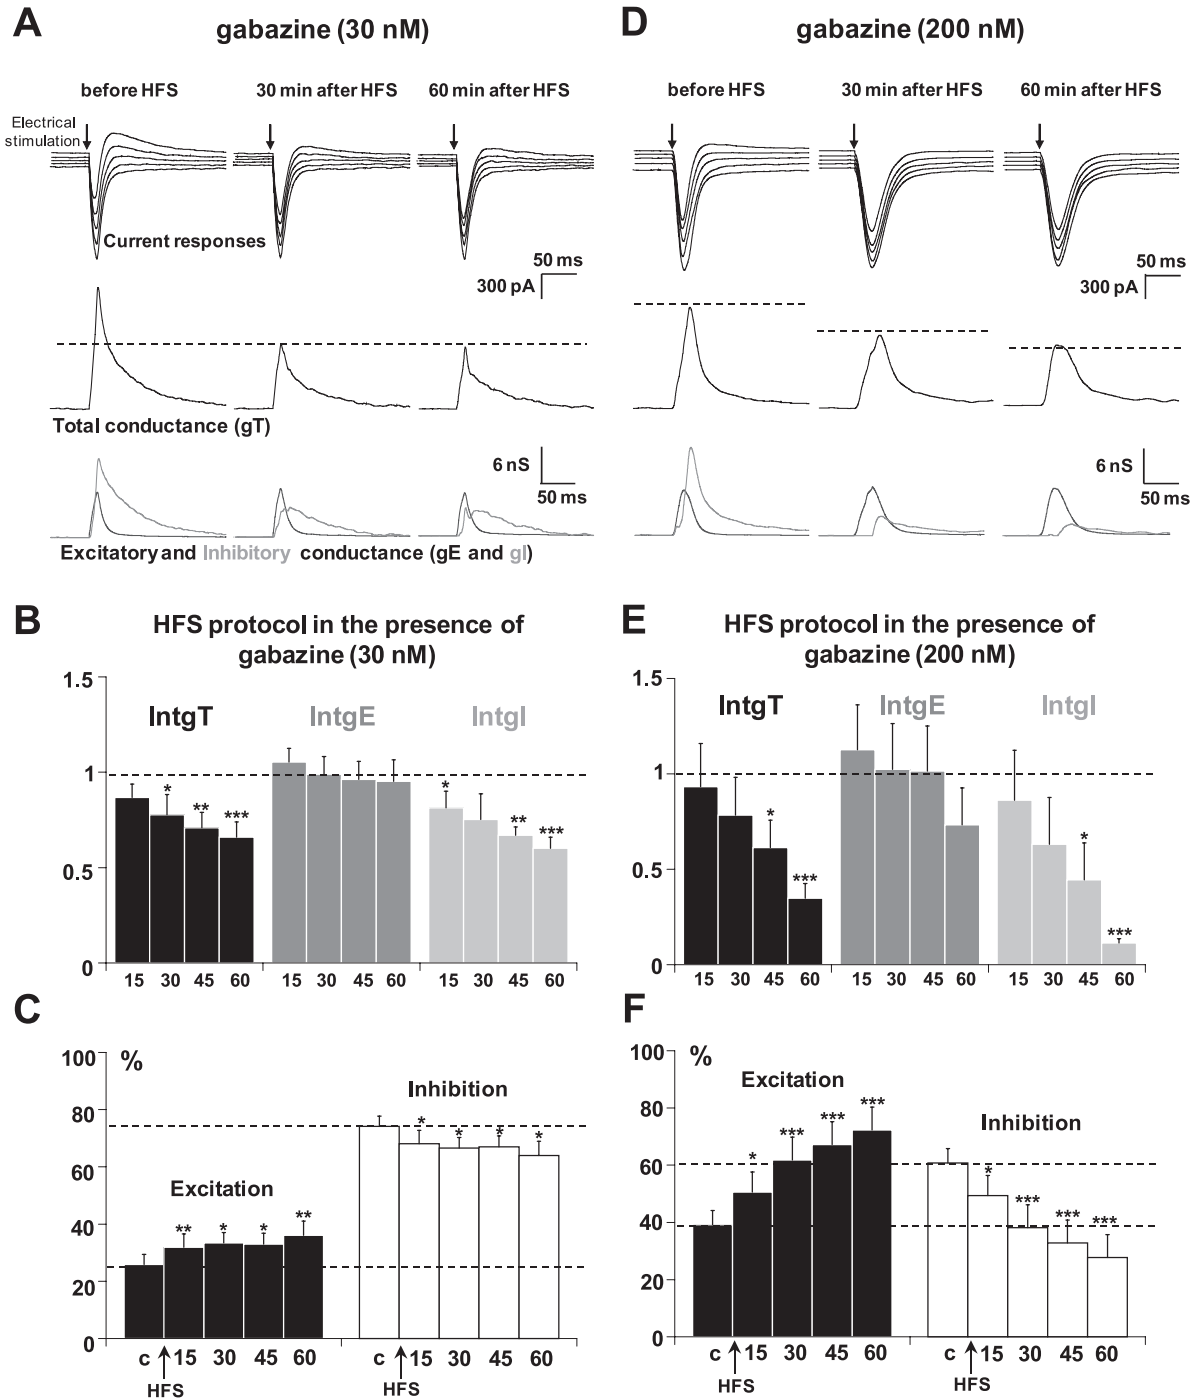 A
gabazine (30 nM)
before HFS
30 min after HFS
60 min after HFS
Electrical
stimulation
Current responses
50 ms
300 pA
Total conductance (gT)
6 nS
50 ms
Excitatory and Inhibitory conductance (gE and gI)
D
gabazine (200 nM)
before HFS
30 min after HFS
60 min after HFS
50 ms
300 pA
6 nS
50 ms
B
HFS protocol in the presence of
gabazine (30 nM)
1.5
IntgT IntgE IntgI
1
* ** *** * ** ***
0.5
0
15 30 45 60 15 30 45 60 15 30 45 60
E
HFS protocol in the presence of
gabazine (200 nM)
1.5
IntgT IntgE IntgI
1
* *** * ***
0.5
0
15 30 45 60 15 30 45 60 15 30 45 60
C
100 %
Inhibition
80
* * * *
60
Excitation
40
** * * **
20
0
c 15 30 45 60 c 15 30 45 60
HFS HFS
F
100 %
Excitation
80
* *** *** ***
Inhibition
60
* *** *** ***
40
20
0
c 15 30 45 60 c 15 30 45 60
HFS HFS